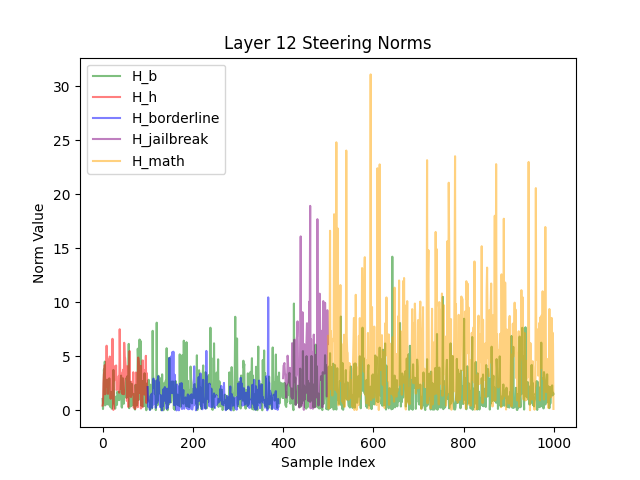 Layer 12 Steering Norms
H_b
H_h
H_borderline
H_jailbreak
H_math
Norm Value
30
25
20
15
10
5
0
0 200 400 600 800 1000
Sample Index